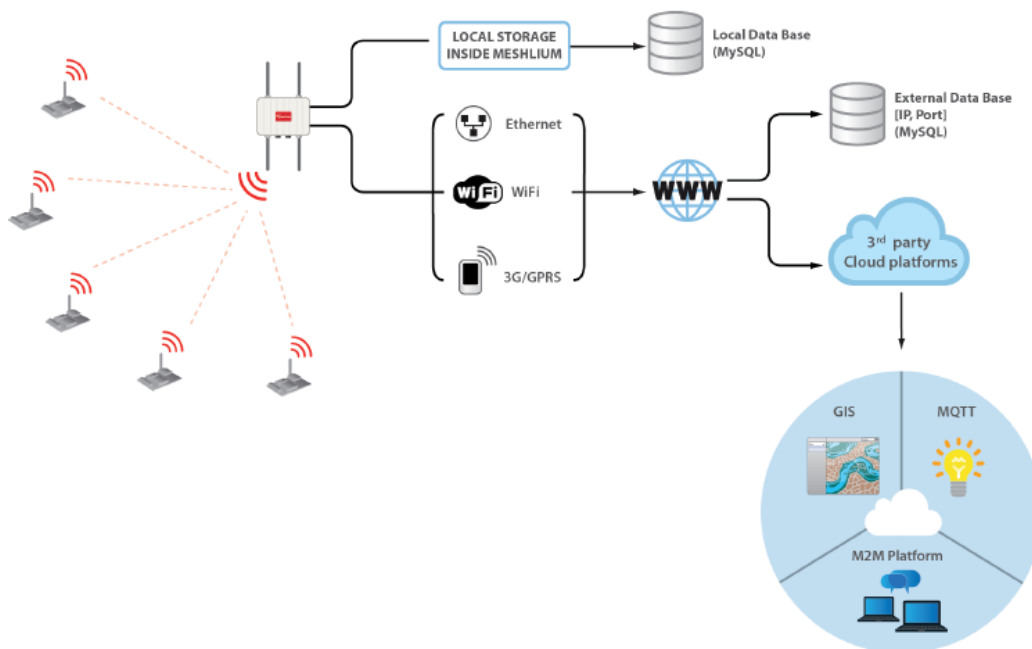 LOCAL STORAGE
INSIDE MESHLIUM
Local Data Base
(MySQL)
External Data Base
[IP, Port]
(MySQL)
Ethernet
WiFi
WiFi
3G/GPRS
WWW
3rd party
Cloud platforms
GIS
MQTT
M2M Platform